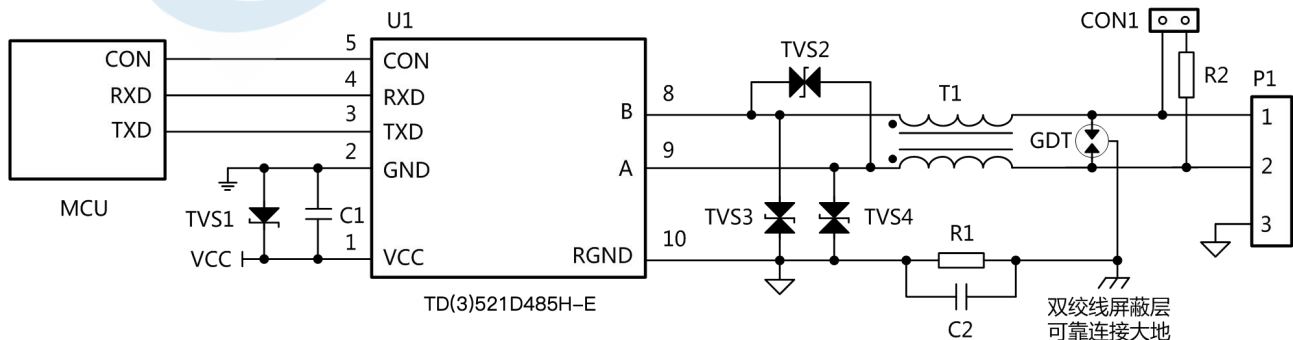 U1
CON1
MCU
CON
RXD
TXD
5
4
3
2
1
CON
RXD
TXD
GND
VCC
B
A
RGND
8
9
10
TVS1
C1
VCC
TD(3)521D485H-E
TVS2
TVS3
TVS4
T1
GDT
R1
C2
R2
P1
1
2
3
双绞线屏蔽层
可靠连接大地